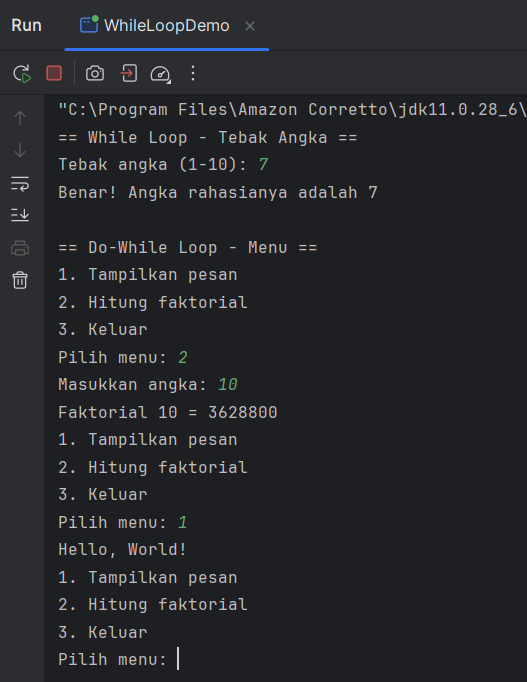 Run
WhileLoopDemo
"C:\Program Files\Amazon Corretto\jdk11.0.28_6\
== While Loop - Tebak Angka ==
Tebak angka (1-10): 7
Benar! Angka rahasianya adalah 7
== Do-While Loop - Menu ==
1. Tampilkan pesan
2. Hitung faktorial
3. Keluar
Pilih menu: 2
Masukkan angka: 10
Faktorial 10 = 3628800
1. Tampilkan pesan
2. Hitung faktorial
3. Keluar
Pilih menu: 1
Hello, World!
1. Tampilkan pesan
2. Hitung faktorial
3. Keluar
Pilih menu: